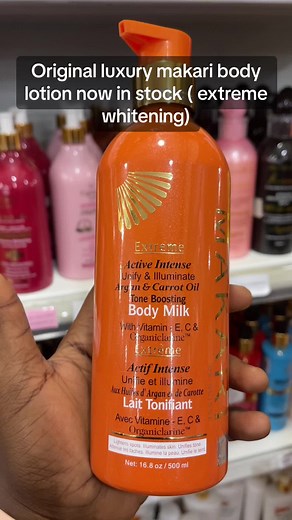 Original luxury makari body
lotion now in stock ( extreme
whitening)
Extreme
Active Intense
Unify & Illuminate
Argan & Carrot Oil
Tone Boosting
Body Milk
With Vitamin - E, C &
Organiclarine™
Extreme
Actif Intense
Unifie et illumine
Aux Huiles d'Argan & de Carotte
Lait Tonifiant
Avec Vitamine - E, C &
Organiclarine™
Net: 16.8 oz / 500 ml
MAKARI